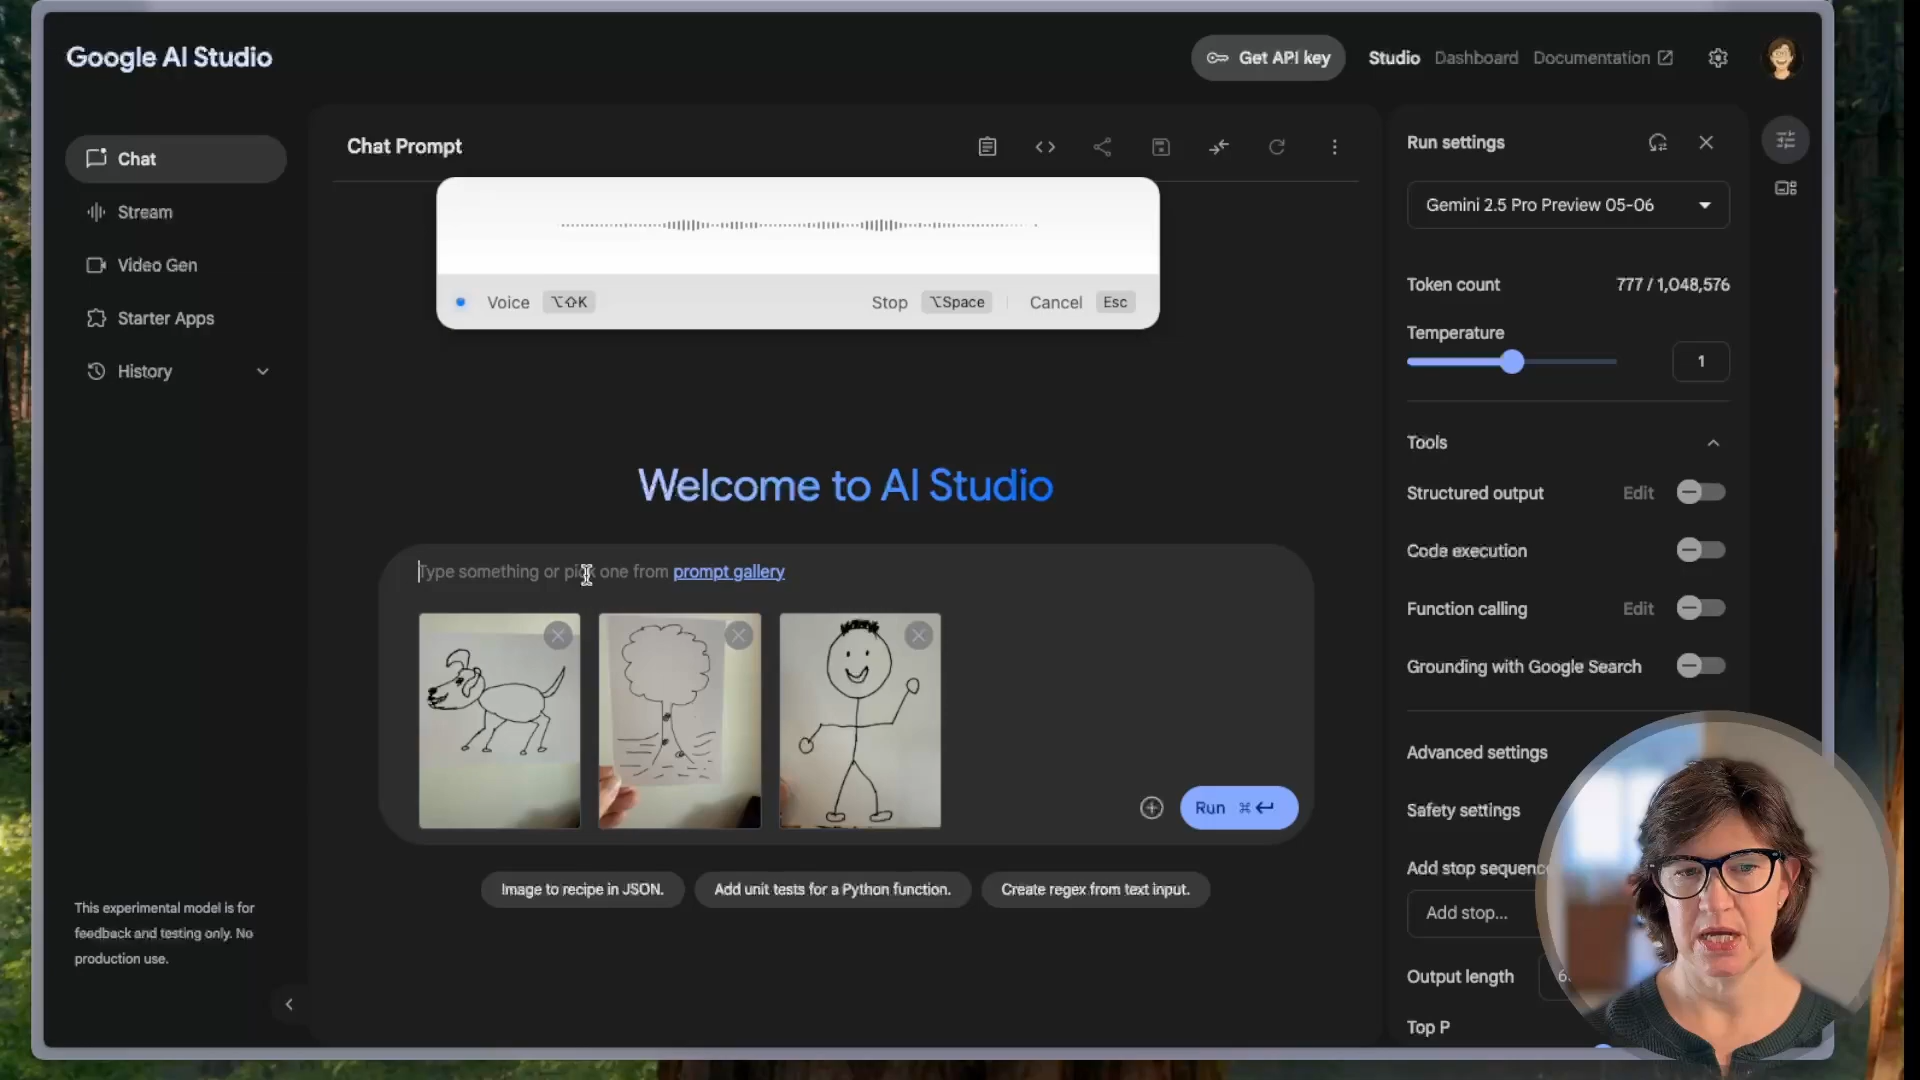 Google AI Studio
Get API key
Studio
Dashboard
Documentation
Chat
Stream
Video Gen
Starter Apps
History
This experimental model is for
feedback and testing only. No
production use.
Chat Prompt
Voice ⌥⇧K
Stop ⌥Space
Cancel Esc
Welcome to AI Studio
Type something or pick one from prompt gallery
Run ⌘↵
Image to recipe in JSON.
Add unit tests for a Python function.
Create regex from text input.
Run settings
Gemini 2.5 Pro Preview 05-06
Token count 777 / 1,048,576
Temperature
1
Tools
Structured output Edit
Code execution
Function calling Edit
Grounding with Google Search
Advanced settings
Safety settings
Add stop sequenc
Add stop...
Output length 6
Top P